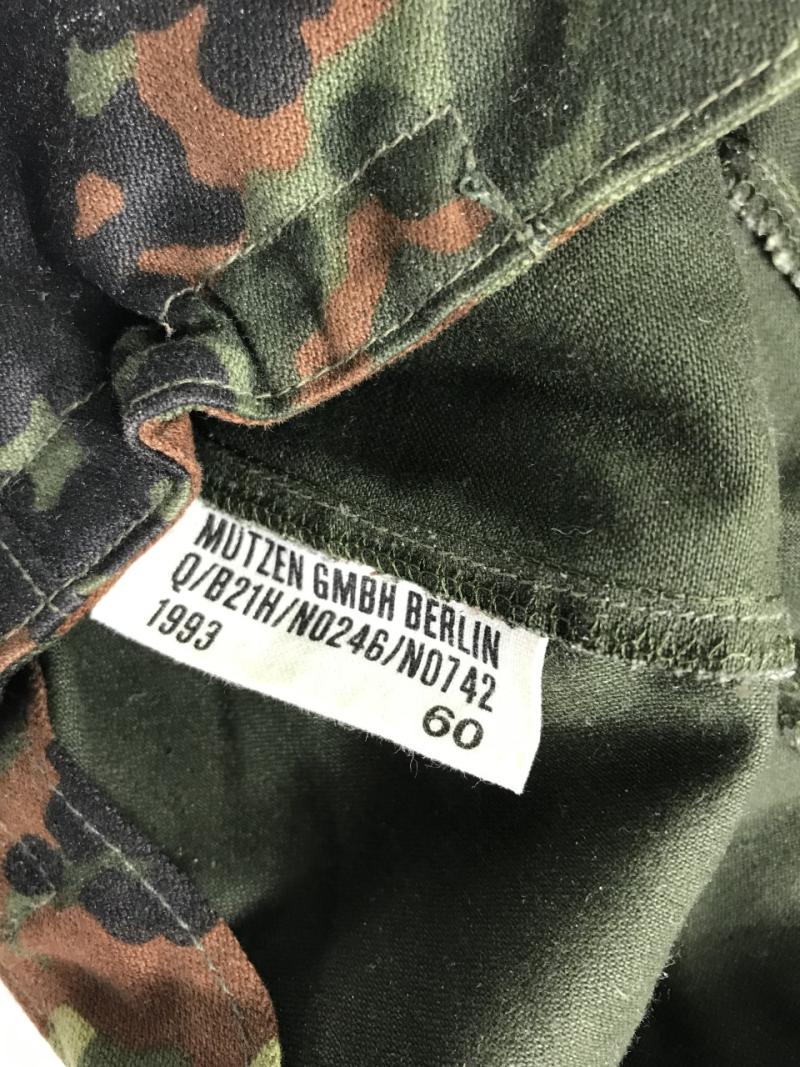 MÜTZEN GMBH BERLIN
Q/B21H/N0246/N0742
1993
60